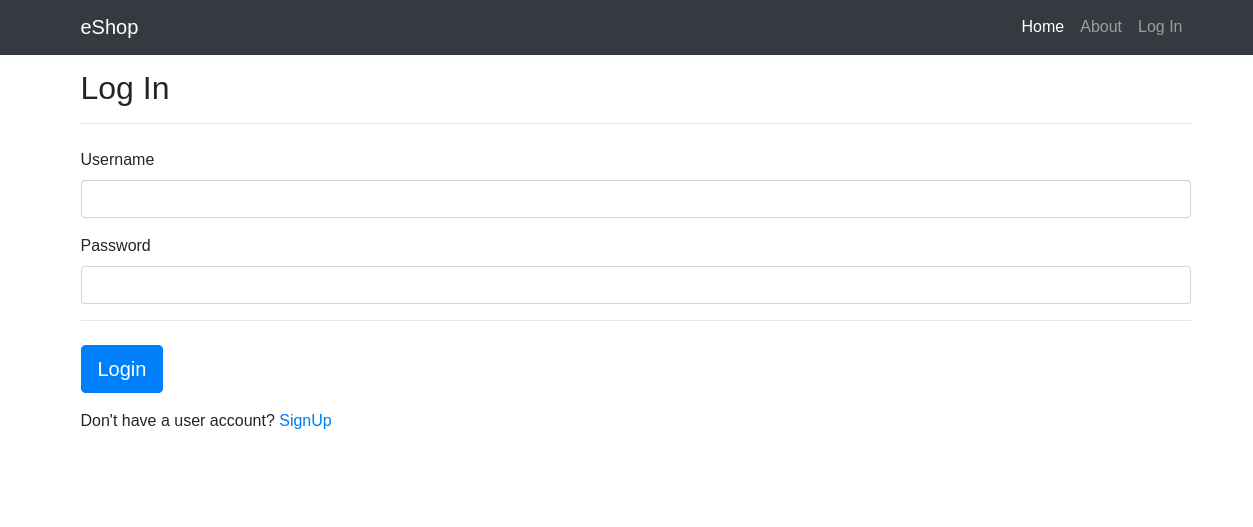 eShop Home About Log In
Log In
Username
Password
Login
Don't have a user account? SignUp